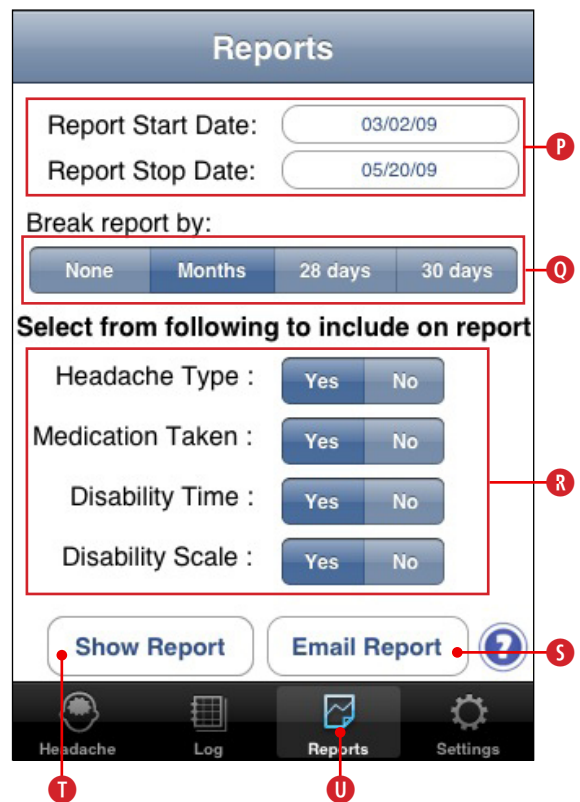 Reports
Report Start Date: 03/02/09
P
Report Stop Date: 05/20/09
Break report by:
None Months 28 days 30 days
Q
Select from following to include on report
Headache Type : Yes No
Medication Taken : Yes No
R
Disability Time : Yes No
Disability Scale : Yes No
Show Report Email Report ?
S
Headache Log Reports Settings
T U